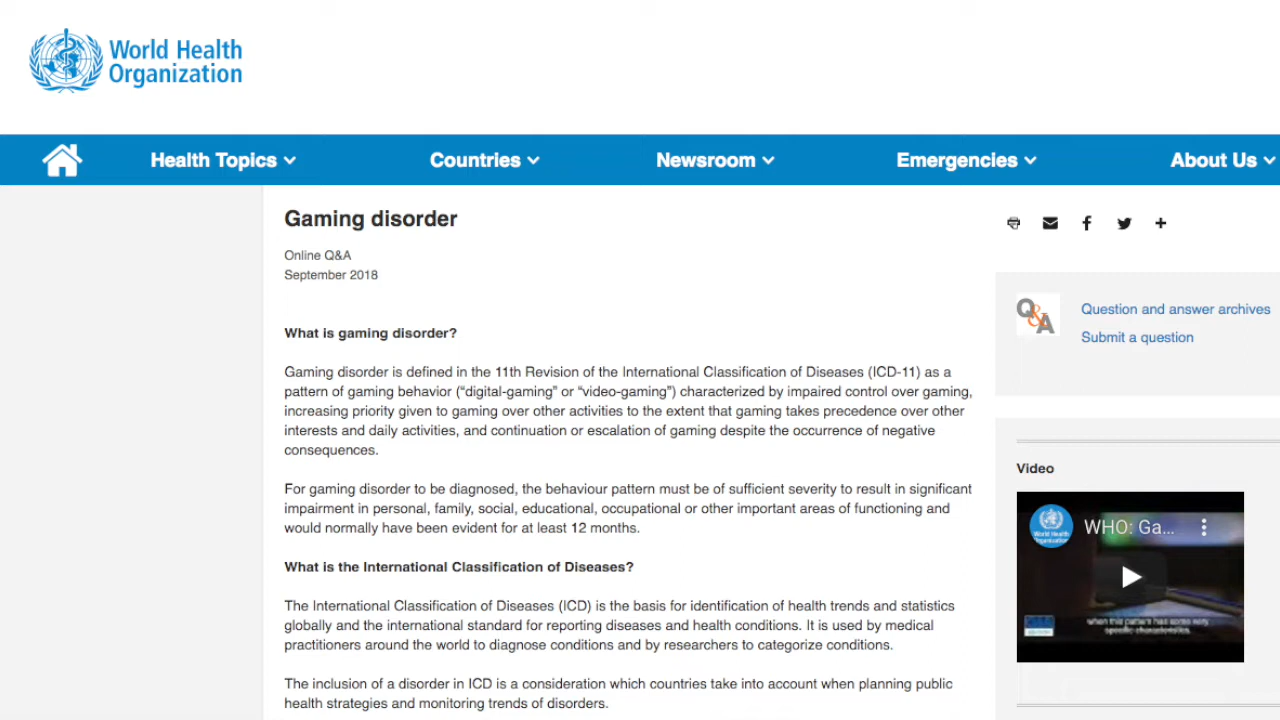 World Health
Organization
Health Topics
Countries
Newsroom
Emergencies
About Us
Gaming disorder
Online Q&A
September 2018
What is gaming disorder?
Gaming disorder is defined in the 11th Revision of the International Classification of Diseases (ICD-11) as a
pattern of gaming behavior (“digital-gaming” or “video-gaming”) characterized by impaired control over gaming,
increasing priority given to gaming over other activities to the extent that gaming takes precedence over other
interests and daily activities, and continuation or escalation of gaming despite the occurrence of negative
consequences.
For gaming disorder to be diagnosed, the behaviour pattern must be of sufficient severity to result in significant
impairment in personal, family, social, educational, occupational or other important areas of functioning and
would normally have been evident for at least 12 months.
What is the International Classification of Diseases?
The International Classification of Diseases (ICD) is the basis for identification of health trends and statistics
globally and the international standard for reporting diseases and health conditions. It is used by medical
practitioners around the world to diagnose conditions and by researchers to categorize conditions.
The inclusion of a disorder in ICD is a consideration which countries take into account when planning public
health strategies and monitoring trends of disorders.
Q&A
Question and answer archives
Submit a question
Video
World Health
Organization
WHO: Ga...
when this pattern has some very
specific characteristics.